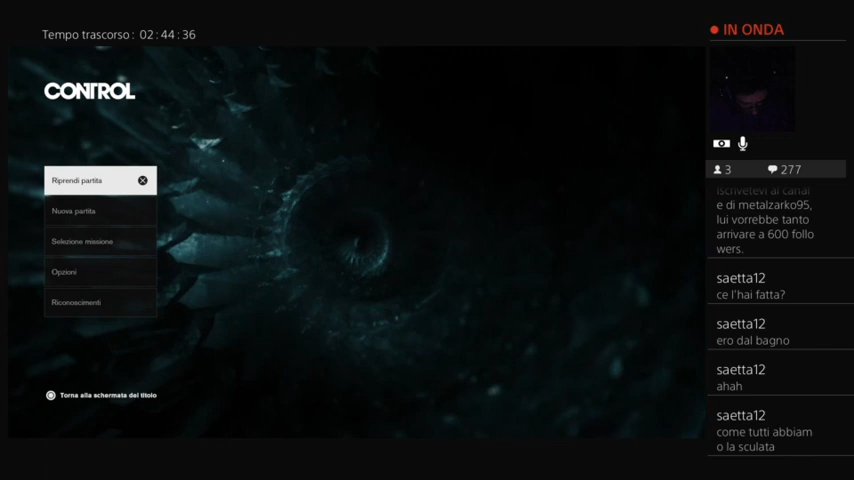 Tempo trascorso: 02:44:36
IN ONDA
CONTROL
Riprendi partita
Nuova partita
Selezione missione
Opzioni
Riconoscimenti
Torna alla schermata del titolo
3
277
iscrivetevi al canal
e di metalzarko95,
lui vorrebbe tanto
arrivare a 600 follo
wers.
saetta12
ce l'hai fatta?
saetta12
ero dal bagno
saetta12
ahah
saetta12
come tutti abbiam
o la sculata